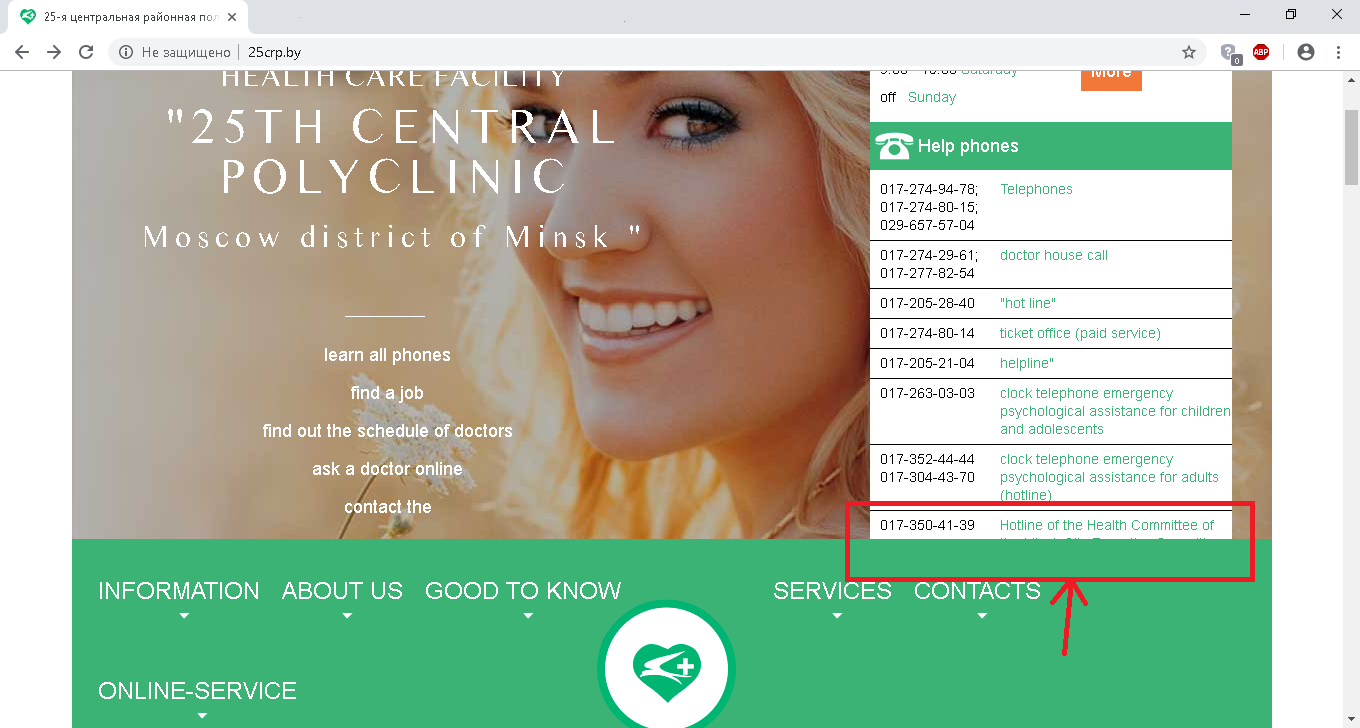 25-я центральная районная пол
Не защищено
25crp.by
0
ABP
HEALTH CARE FACILITY
"25TH CENTRAL
POLYCLINIC
Moscow district of Minsk "
learn all phones
find a job
find out the schedule of doctors
ask a doctor online
contact the
Saturday
More
off Sunday
Help phones
017-274-94-78; Telephones
017-274-80-15;
029-657-57-04
017-274-29-61; doctor house call
017-277-82-54
017-205-28-40 "hot line"
017-274-80-14 ticket office (paid service)
017-205-21-04 helpline"
017-263-03-03 clock telephone emergency
psychological assistance for children
and adolescents
017-352-44-44 clock telephone emergency
017-304-43-70 psychological assistance for adults
(hotline)
017-350-41-39 Hotline of the Health Committee of
INFORMATION ABOUT US GOOD TO KNOW SERVICES CONTACTS
ONLINE-SERVICE